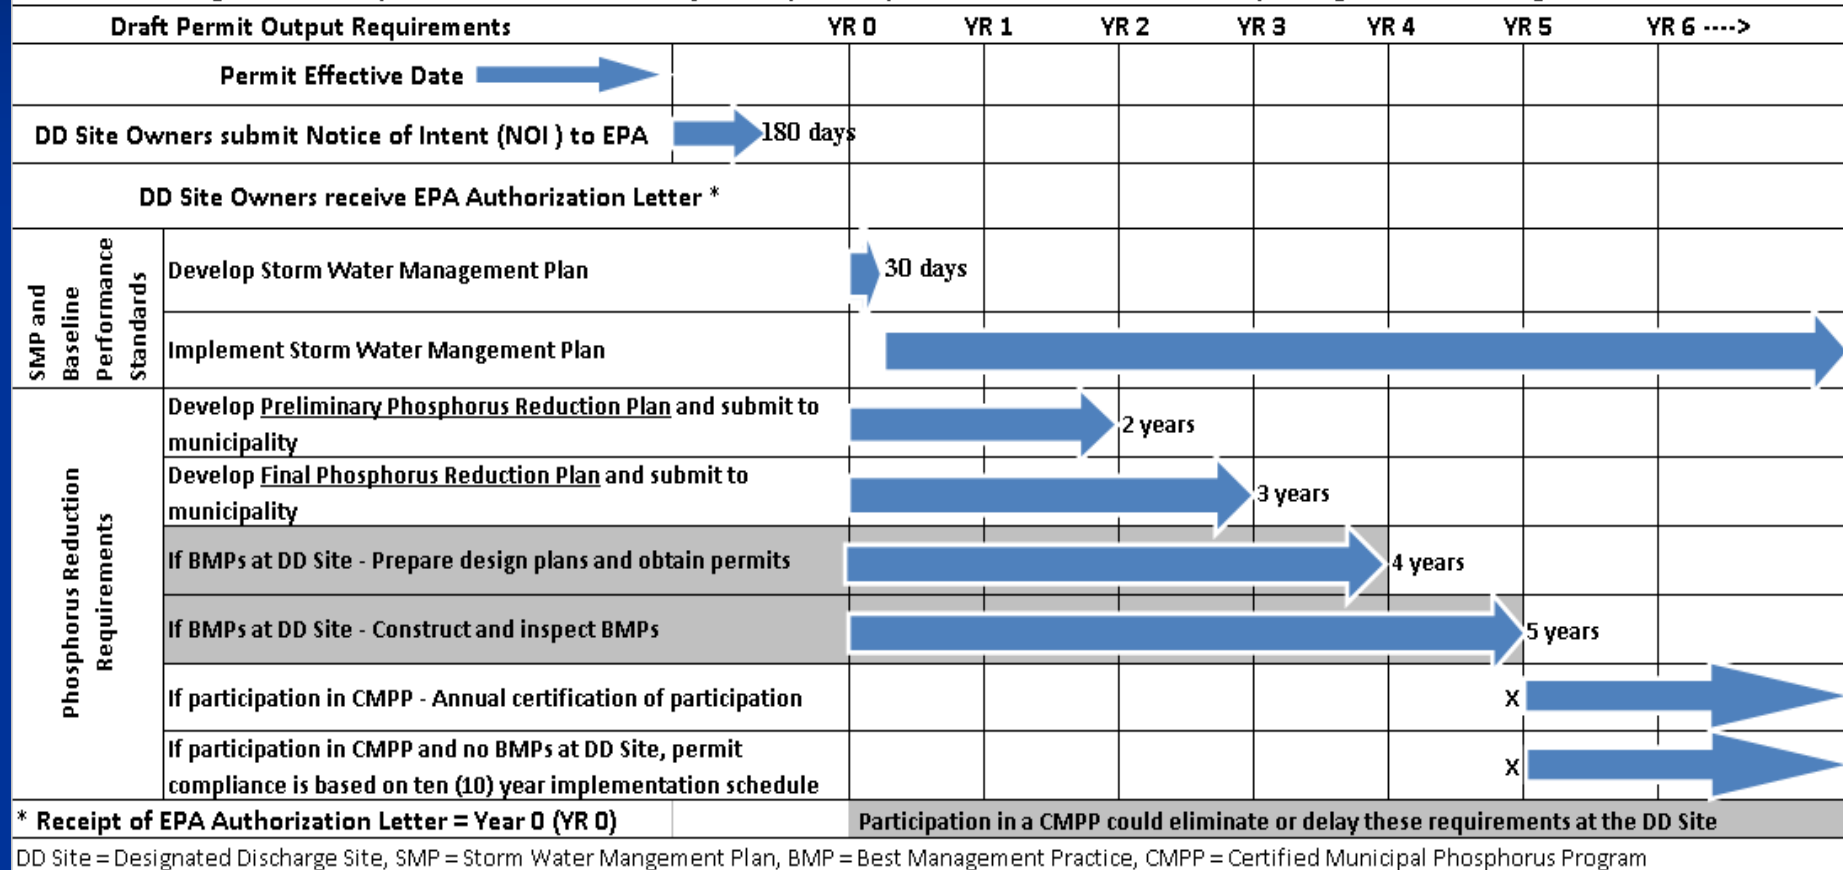 Draft Permit Output Requirements YR 0 YR 1 YR 2 YR 3 YR 4 YR 5 YR 6 ---->
Permit Effective Date
DD Site Owners submit Notice of Intent (NOI ) to EPA 180 days
DD Site Owners receive EPA Authorization Letter *
SMP and
Baseline
Performance
Standards
Develop Storm Water Management Plan 30 days
Implement Storm Water Mangement Plan
Phosphorus Reduction
Requirements
Develop Preliminary Phosphorus Reduction Plan and submit to
municipality
2 years
Develop Final Phosphorus Reduction Plan and submit to
municipality
3 years
If BMPs at DD Site - Prepare design plans and obtain permits 4 years
If BMPs at DD Site - Construct and inspect BMPs 5 years
If participation in CMPP - Annual certification of participation X
If participation in CMPP and no BMPs at DD Site, permit
compliance is based on ten (10) year implementation schedule
X
* Receipt of EPA Authorization Letter = Year 0 (YR 0) Participation in a CMPP could eliminate or delay these requirements at the DD Site
DD Site = Designated Discharge Site, SMP = Storm Water Mangement Plan, BMP = Best Management Practice, CMPP = Certified Municipal Phosphorus Program